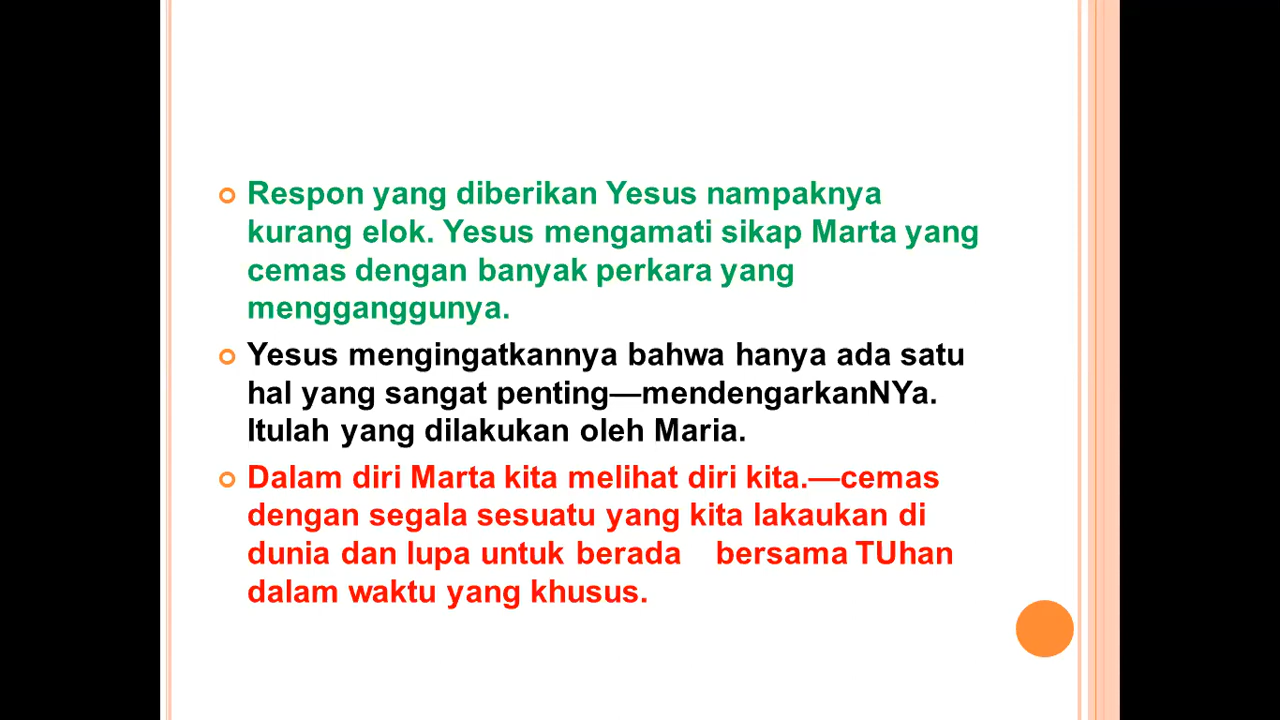 Respon yang diberikan Yesus nampaknya
kurang elok. Yesus mengamati sikap Marta yang
cemas dengan banyak perkara yang
mengganggunya.
Yesus mengingatkannya bahwa hanya ada satu
hal yang sangat penting—mendengarkanNYa.
Itulah yang dilakukan oleh Maria.
Dalam diri Marta kita melihat diri kita.—cemas
dengan segala sesuatu yang kita lakaukan di
dunia dan lupa untuk berada    bersama TUhan
dalam waktu yang khusus.